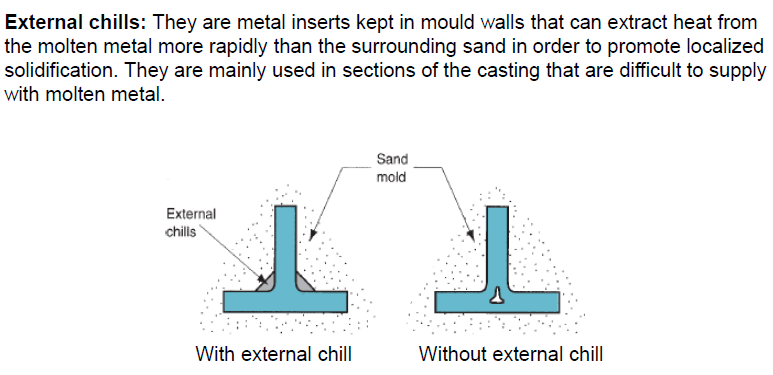 External chills: They are metal inserts kept in mould walls that can extract heat from
the molten metal more rapidly than the surrounding sand in order to promote localized
solidification. They are mainly used in sections of the casting that are difficult to supply
with molten metal.
Sand
mold
External
chills
With external chill
Without external chill